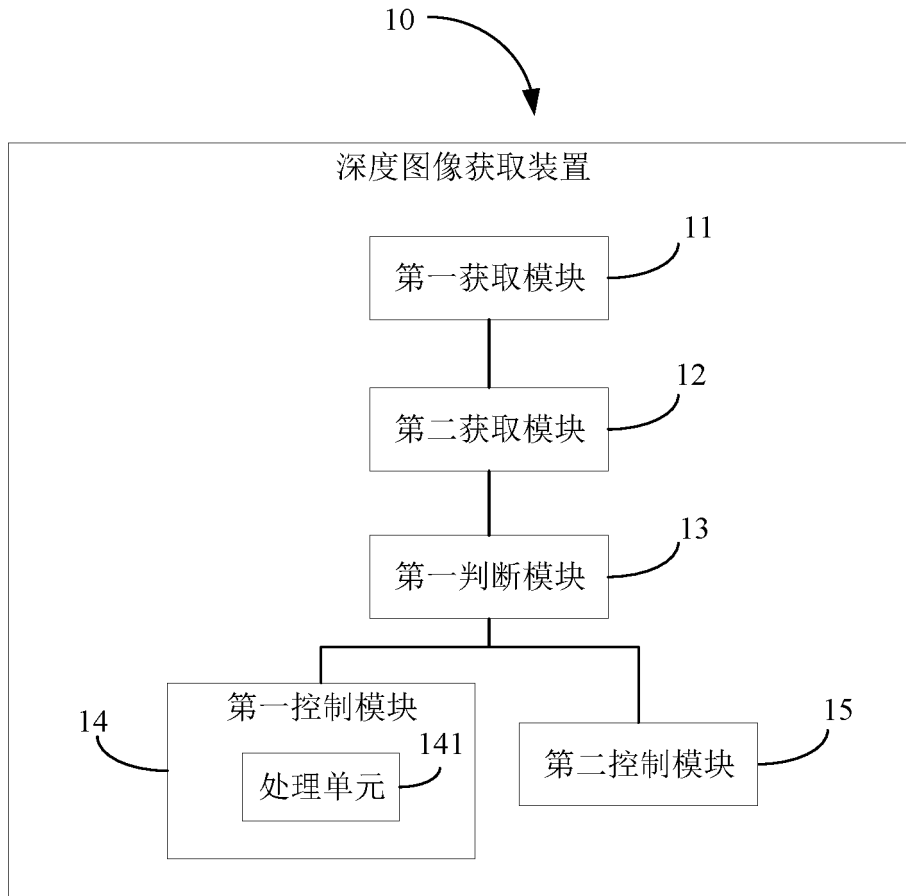 10
深度图像获取装置
11
第一获取模块
12
第二获取模块
13
第一判断模块
14
第一控制模块
141
处理单元
15
第二控制模块